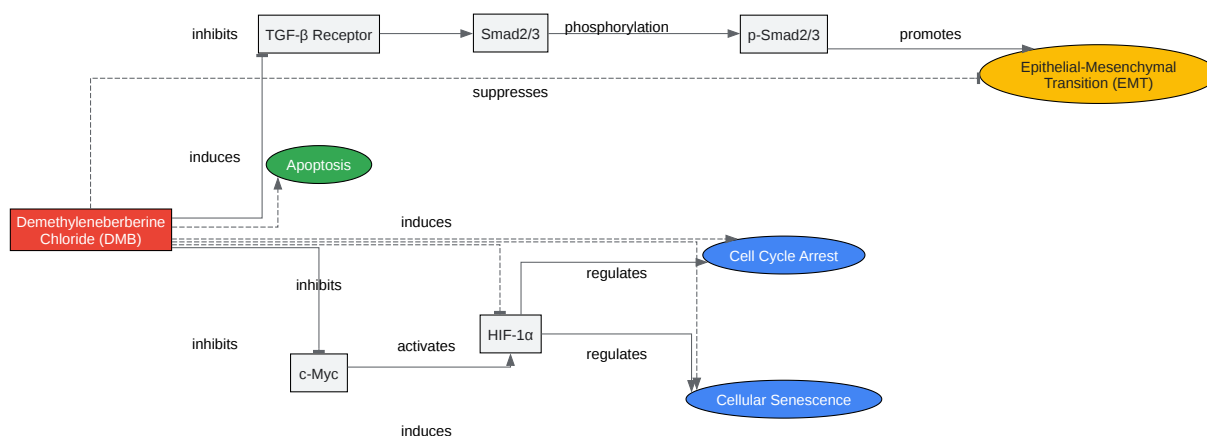 inhibits
TGF-β Receptor
Smad2/3
phosphorylation
p-Smad2/3
promotes
Epithelial-Mesenchymal
Transition (EMT)
suppresses
induces
Apoptosis
Demethyleneberberine
Chloride (DMB)
induces
Cell Cycle Arrest
regulates
inhibits
HIF-1α
inhibits
activates
regulates
c-Myc
Cellular Senescence
induces